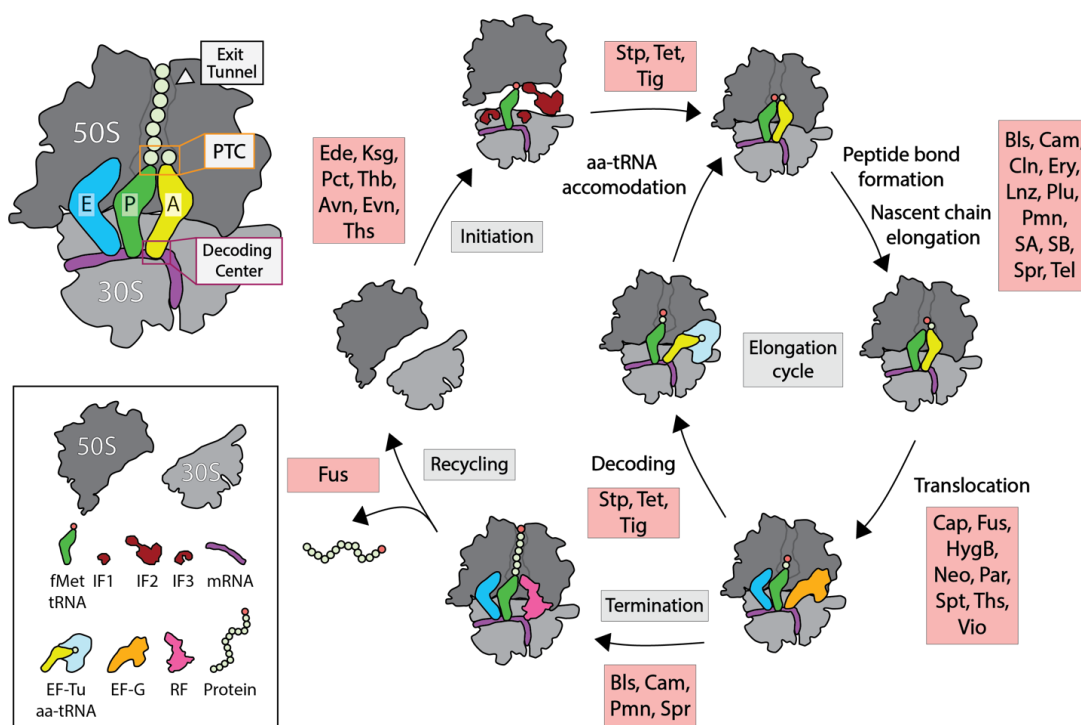 Exit
Tunnel
50S
PTC
E
P
A
Decoding
Center
30S
Stp, Tet,
Tig
aa-tRNA
accomodation
Ede, Ksg,
Pct, Thb,
Avn, Evn,
Ths
Initiation
Peptide bond
formation
Nascent chain
elongation
Bls, Cam,
Cln, Ery,
Lnz, Plu,
Pmn,
SA, SB,
Spr, Tel
Elongation
cycle
Decoding
Stp, Tet,
Tig
Translocation
Cap, Fus,
HygB,
Neo, Par,
Spt, Ths,
Vio
Recycling
Fus
Termination
Bls, Cam,
Pmn, Spr
50S
30S
fMet
tRNA
IF1
IF2
IF3
mRNA
EF-Tu
aa-tRNA
EF-G
RF
Protein